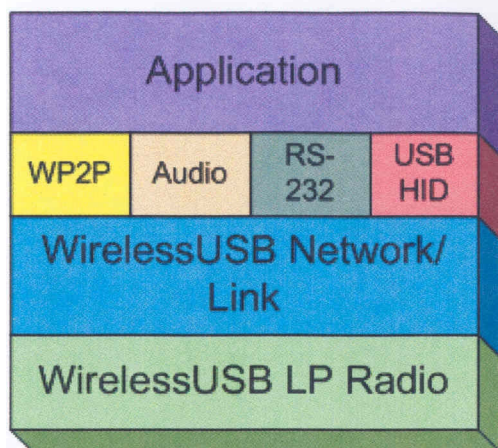 Application
WP2P
Audio
RS-
232
USB
HID
WirelessUSB Network/
Link
WirelessUSB LP Radio